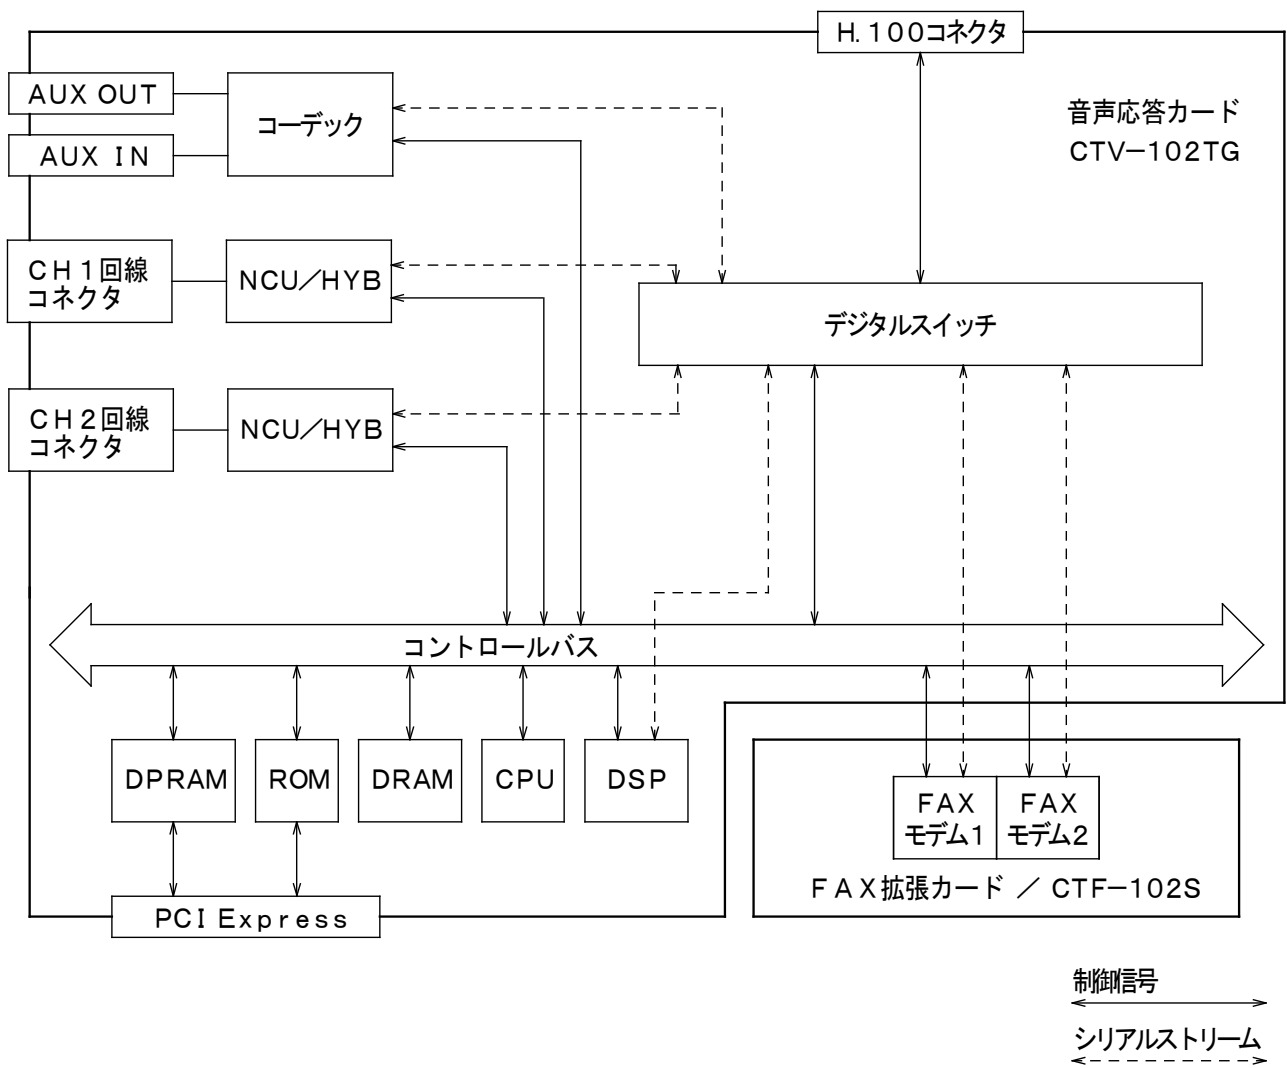 H.100コネクタ
AUX OUT
AUX IN
コーデック
音声応答カード
CTV-102TG
CH1回線
コネクタ
NCU/HYB
デジタルスイッチ
CH2回線
コネクタ
NCU/HYB
コントロールバス
DPRAM
ROM
DRAM
CPU
DSP
FAX
モデム1
FAX
モデム2
FAX拡張カード / CTF-102S
PCI Express
制御信号
シリアルストリーム